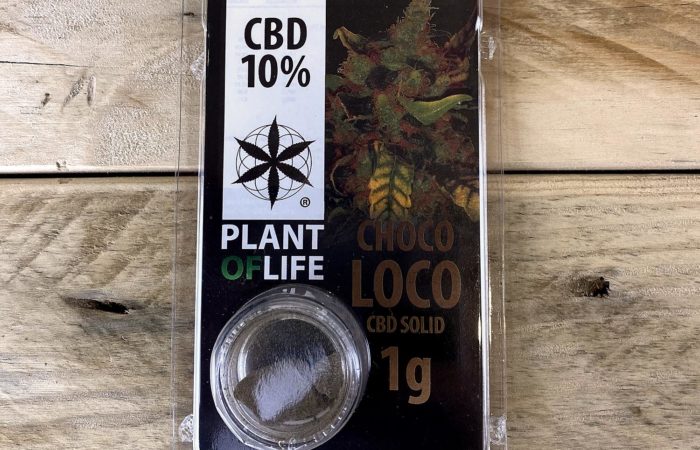 CBD
10%
®
PLANT
OFLIFE
CHOCO
LOCO
CBD SOLID
1g